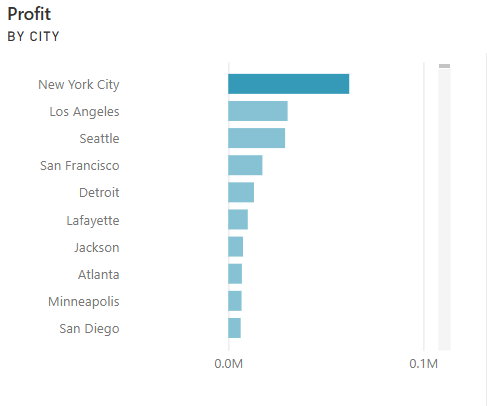 Profit
BY CITY
New York City
Los Angeles
Seattle
San Francisco
Detroit
Lafayette
Jackson
Atlanta
Minneapolis
San Diego
0.0M 0.1M